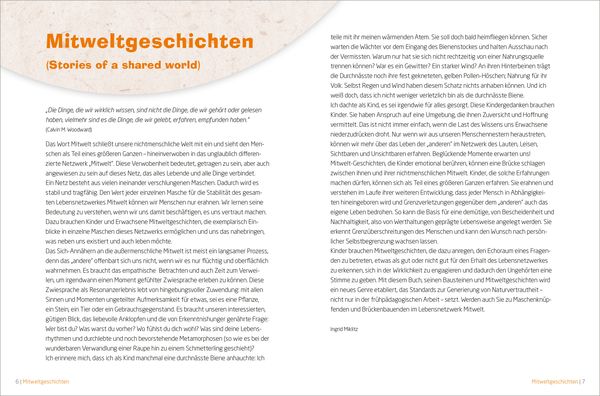 Mitweltgeschichten
(Stories of a shared world)
„Die Dinge, die wir wirklich wissen, sind nicht die Dinge, die wir gehört oder gelesen
haben, vielmehr sind es die Dinge, die wir gelebt, erfahren, empfunden haben.“
(Calvin M. Woodward)
Das Wort Mitwelt schließt unsere nichtmenschliche Welt mit ein und sieht den Men-
schen als Teil eines größeren Ganzen – hineinverwoben in das unglaublich differen-
zierte Netzwerk „Mitwelt“. Diese Verwobenheit bedeutet, getragen zu sein, aber auch
angewiesen zu sein auf dieses Netz, das alles Lebende und alle Dinge verbindet.
Ein Netz besteht aus vielen ineinander verschlungenen Maschen. Dadurch wird es
stabil und tragfähig. Den Wert jeder einzelnen Masche für die Stabilität des gesam-
ten Lebensnetzwerkes Mitwelt können wir Menschen nur erahnen. Wir lernen seine
Bedeutung zu verstehen, wenn wir uns damit beschäftigen, es uns vertraut machen.
Dazu brauchen Kinder und Erwachsene Mitweltgeschichten, die exemplarisch Ein-
blicke in einzelne Maschen dieses Netzwerks ermöglichen und uns das nahebringen,
was neben uns existiert und auch leben möchte.
Das Sich-Annähern an die außermenschliche Mitwelt ist meist ein langsamer Prozess,
denn das „andere“ offenbart sich uns nicht, wenn wir es nur flüchtig und oberflächlich
wahrnehmen. Es braucht das empathische Betrachten und auch Zeit zum Verwei-
len, um irgendwann einen Moment gefühlter Zwiesprache erleben zu können. Diese
Zwiesprache als Resonanzerlebnis lebt von hingebungsvoller Zuwendung: mit allen
Sinnen und Momenten ungeteilter Aufmerksamkeit für etwas, sei es eine Pflanze,
ein Stein, ein Tier oder ein Gebrauchsgegenstand. Es braucht unseren interessierten,
gütigen Blick, das liebevolle Anklopfen und die von Erkenntnishunger genährte Frage:
Wer bist du? Was warst du vorher? Wo fühlst du dich wohl? Was sind deine Lebens-
rhythmen und durchlebte und noch bevorstehende Metamorphosen (so wie es bei der
wunderbaren Verwandlung einer Raupe hin zu einem Schmetterling geschieht)?
Ich erinnere mich, dass ich als Kind manchmal eine durchnässte Biene anhauchte: Ich
6 | Mitweltgeschichten
teile mit ihr meinen wärmenden Atem. Sie soll doch bald heimfliegen können. Sicher
warten die Wächter vor dem Eingang des Bienenstockes und halten Ausschau nach
der Vermissten. Warum nur hat sie sich nicht rechtzeitig von einer Nahrungsquelle
trennen können? War es ein Gewitter? Ein starker Wind? An ihren Hinterbeinen trägt
die Durchnässte noch ihre fest gekneteten, gelben Pollen-Höschen; Nahrung für ihr
Volk. Selbst Regen und Wind haben diesem Schatz nichts anhaben können. Und ich
weiß doch, dass ich nicht weniger verletzlich bin als die durchnässte Biene.
Ich dachte als Kind, es sei irgendwie für alles gesorgt. Diese Kindergedanken brauchen
Kinder. Sie haben Anspruch auf eine Umgebung, die ihnen Zuversicht und Hoffnung
vermittelt. Das ist nicht immer einfach, wenn die Last des Wissens uns Erwachsene
niederzudrücken droht. Nur wenn wir aus unseren Menschennestern heraustreten,
können wir mehr über das Leben der „anderen“ im Netzwerk des Lauten, Leisen,
Sichtbaren und Unsichtbaren erfahren. Beglückende Momente erwarten uns!
Mitwelt-Geschichten, die Kinder emotional berühren, können eine Brücke schlagen
zwischen ihnen und ihrer nichtmenschlichen Mitwelt. Kinder, die solche Erfahrungen
machen dürfen, können sich als Teil eines größeren Ganzen erfahren. Sie erahnen und
verstehen im Laufe ihrer Entwicklung, dass jeder Mensch in Abhängigkeiten
hineingeboren wird und Grenzverletzungen gegenüber dem „anderen“ auch das
eigene Leben bedrohen. So kann die Basis für eine demütige, von Bescheidenheit und
Nachhaltigkeit, also von Wertehaltungen geprägte Lebensweise angelegt werden. Sie
erkennt Grenzüberschreitungen des Menschen und kann den Wunsch nach persön-
licher Selbstbegrenzung wachsen lassen.
Kinder brauchen Mitweltgeschichten, die dazu anregen, den Echoraum eines Fragen-
den zu betreten, etwas als gut oder nicht gut für den Erhalt des Lebensnetzwerkes
zu erkennen, sich in der Wirklichkeit zu engagieren und dadurch den Ungehörten eine
Stimme zu geben. Mit diesem Buch, seinen Bausteinen und Mitweltgeschichten wird
ein neues Genre etabliert, das Standards zur Generierung von Naturvertrautheit –
nicht nur in der frühpädagogischen Arbeit – setzt. Werden auch Sie zu Maschenknüp-
fenden und Brückenbauenden im Lebensnetzwerk Mitwelt.
Ingrid Miklitz
Mitweltgeschichten | 7